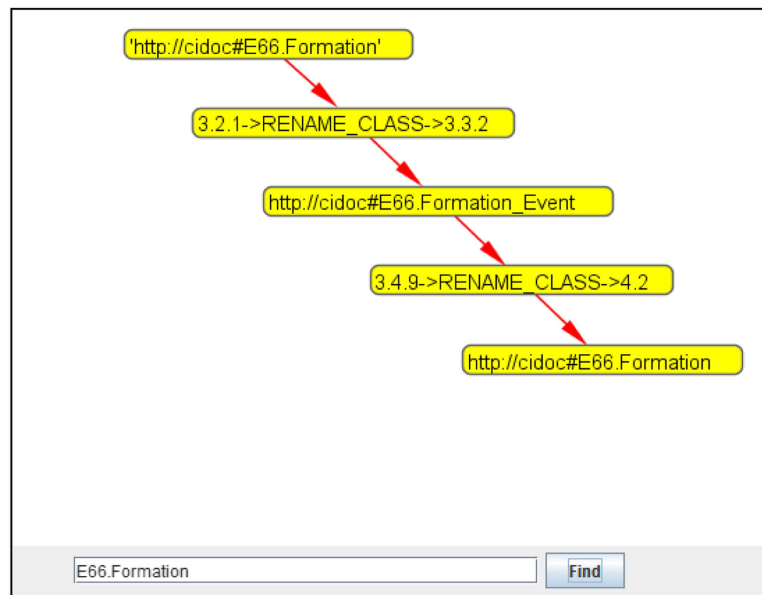 'http://cidoc#E66.Formation'
3.2.1->RENAME_CLASS->3.3.2
http://cidoc#E66.Formation_Event
3.4.9->RENAME_CLASS->4.2
http://cidoc#E66.Formation
E66.Formation
Find